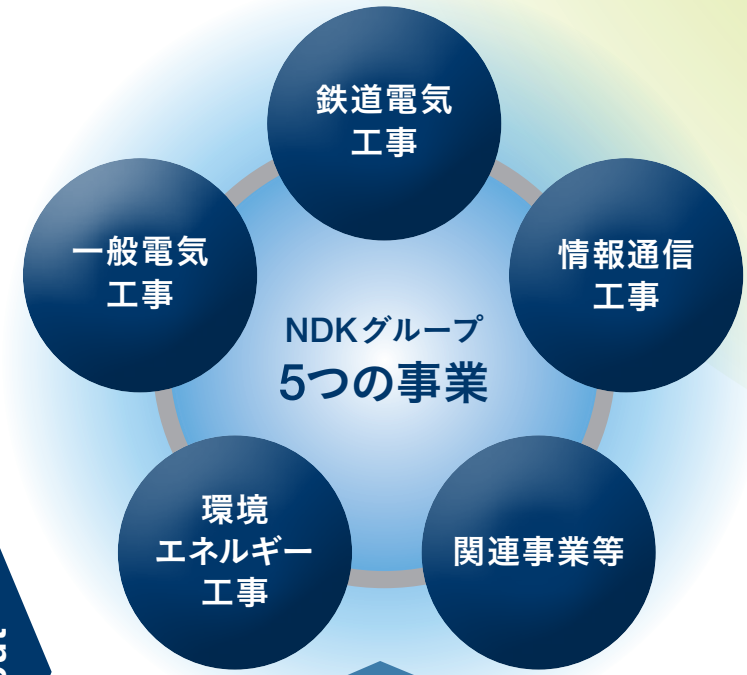 鉄道電気
工事
一般電気
工事
情報通信
工事
NDKグループ
5つの事業
環境
エネルギー
工事
関連事業等